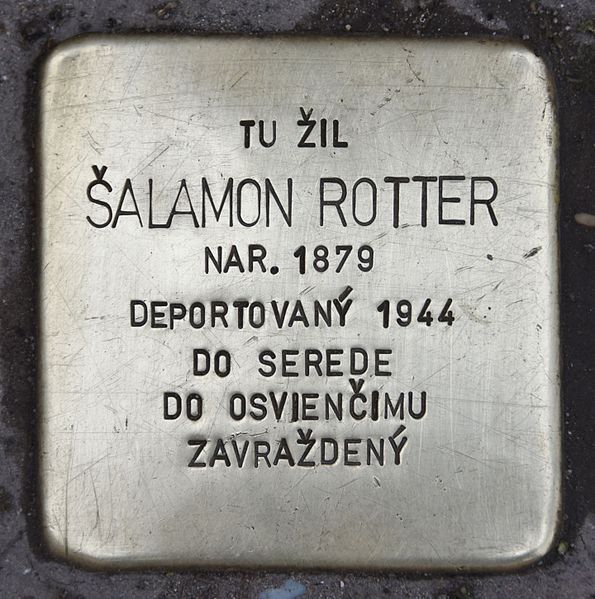 TU ŽIL
ŠALAMON ROTTER
NAR. 1879
DEPORTOVANÝ 1944
DO SEREDE
DO OSVIENČIMU
ZAVRAŽDENÝ